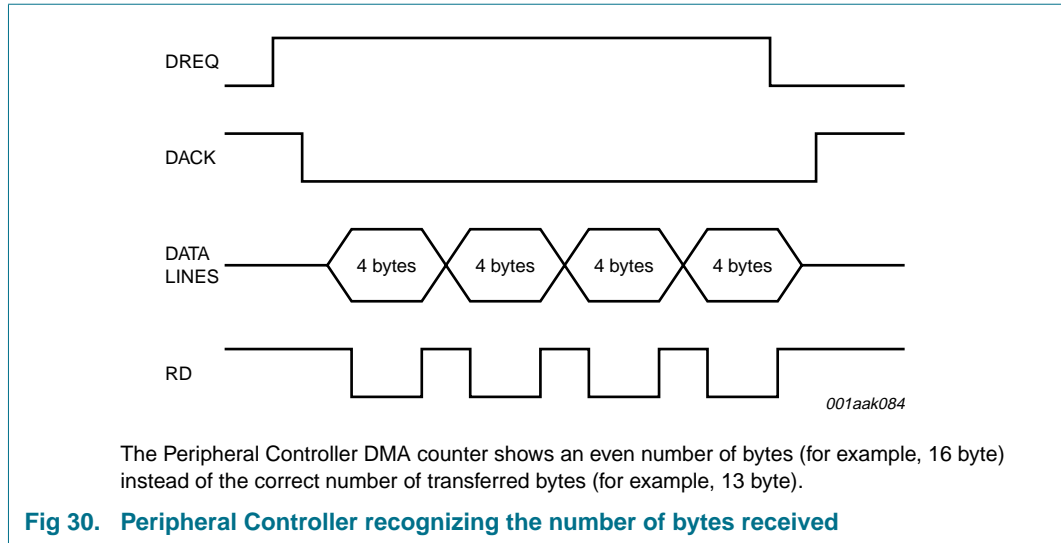 DREQ
DACK
DATA
LINES
4 bytes 4 bytes 4 bytes 4 bytes
RD
001aak084
The Peripheral Controller DMA counter shows an even number of bytes (for example, 16 byte)
instead of the correct number of transferred bytes (for example, 13 byte).
Fig 30. Peripheral Controller recognizing the number of bytes received